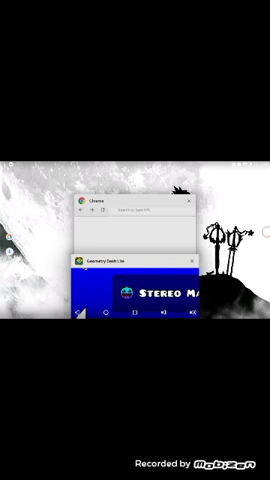 Chrome
Search or type URL
Geometry Dash Lite
STEREO MA
Recorded by MOBIZEN